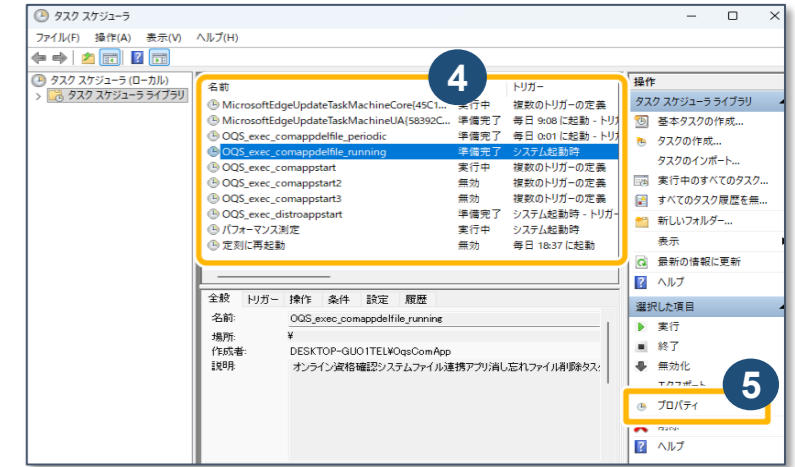 タスク スケジューラ
ファイル(F) 操作(A) 表示(V) ヘルプ(H)
タスク スケジューラ (ローカル)
タスク スケジューラ ライブラリ
4
名前 トリガー
MicrosoftEdgeUpdateTaskMachineCore{45C1... 実行中 複数のトリガーの定義
MicrosoftEdgeUpdateTaskMachineUA{58392C... 準備完了 毎日 9:08 に起動 - トリガ
OQS_exec_comappdelfile_periodic 準備完了 毎日 0:01 に起動 - トリガ
OQS_exec_comappdelfile_running 準備完了 システム起動時
OQS_exec_comappstart 実行中 複数のトリガーの定義
OQS_exec_comappstart2 無効 複数のトリガーの定義
OQS_exec_comappstart3 無効 複数のトリガーの定義
OQS_exec_distroappstart 準備完了 システム起動時 - トリガー
パフォーマンス測定 実行中 システム起動時
定刻に再起動 無効 毎日 18:37 に起動
全般 トリガー 操作 条件 設定 履歴
名前: OQS_exec_comappdelfile_running
場所: ¥
作成者: DESKTOP-GUO1TEL¥OqsComApp
説明: オンライン資格確認システムファイル連携アプリ消し忘れファイル削除タス
操作
タスク スケジューラ ライブラリ
基本タスクの作成...
タスクの作成...
タスクのインポート...
実行中のすべてのタスク...
すべてのタスク履歴を無...
新しいフォルダー...
表示
最新の情報に更新
ヘルプ
選択した項目
実行
終了
無効化
エクスポート
5
プロパティ
削除
ヘルプ